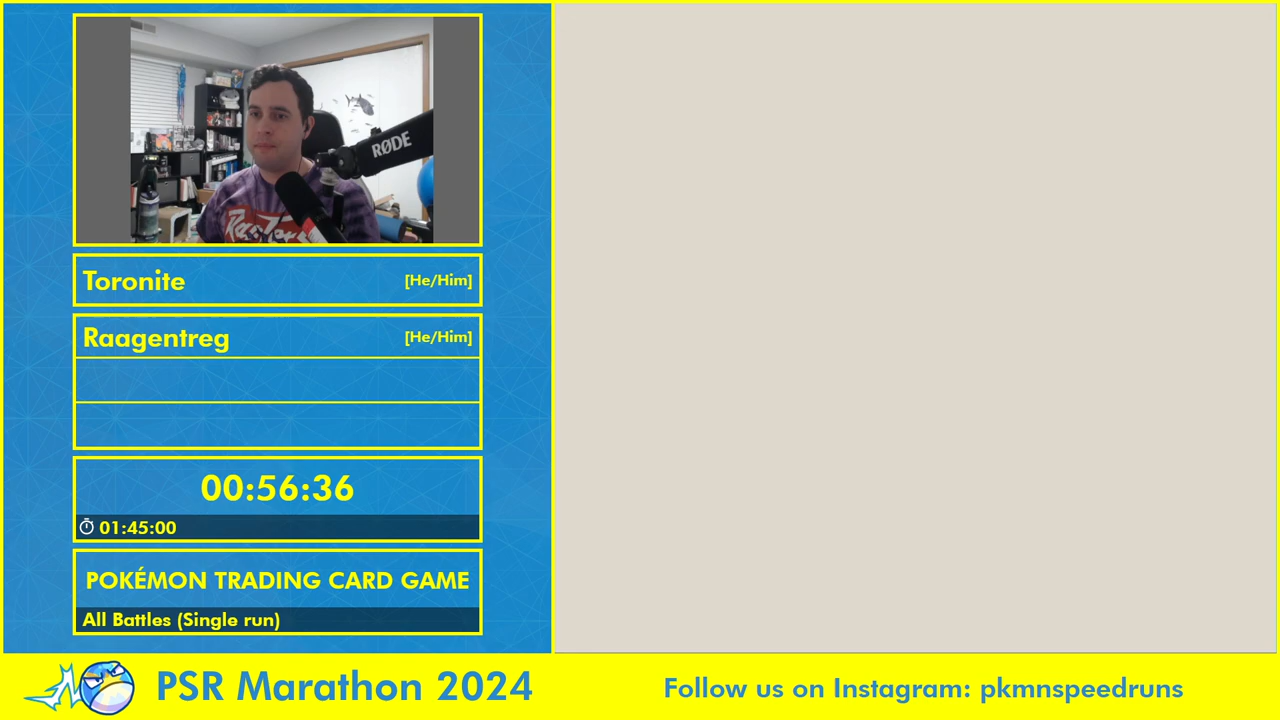 RØDE
Toronite
[He/Him]
Raagentreg
[He/Him]
00:56:36
01:45:00
POKÉMON TRADING CARD GAME
All Battles (Single run)
PSR Marathon 2024
Follow us on Instagram: pkmnspeedruns